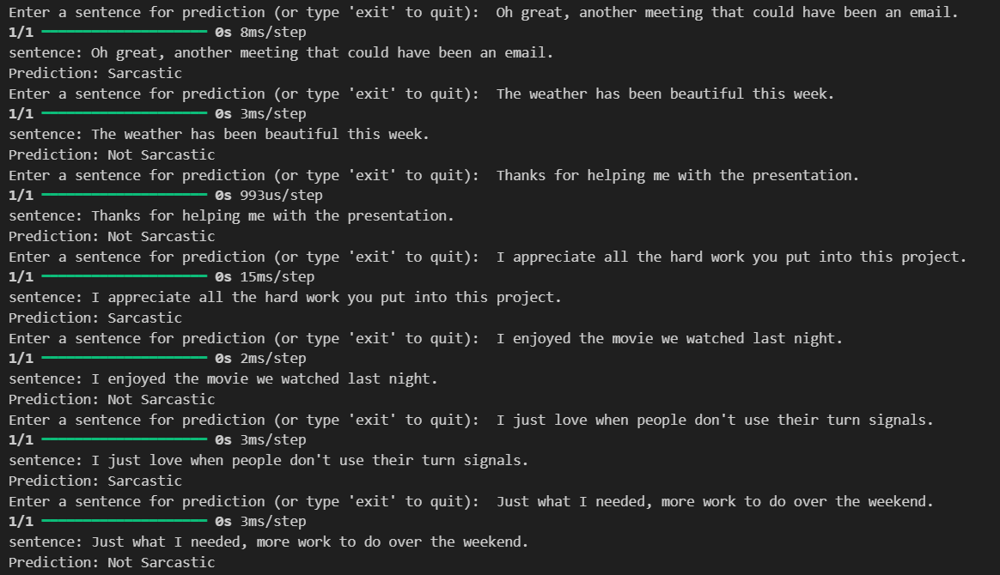 Enter a sentence for prediction (or type 'exit' to quit):  Oh great, another meeting that could have been an email.
1/1 ━━━━━━━━━━━━━━━━━━━━ 0s 8ms/step
sentence: Oh great, another meeting that could have been an email.
Prediction: Sarcastic
Enter a sentence for prediction (or type 'exit' to quit):  The weather has been beautiful this week.
1/1 ━━━━━━━━━━━━━━━━━━━━ 0s 3ms/step
sentence: The weather has been beautiful this week.
Prediction: Not Sarcastic
Enter a sentence for prediction (or type 'exit' to quit):  Thanks for helping me with the presentation.
1/1 ━━━━━━━━━━━━━━━━━━━━ 0s 993us/step
sentence: Thanks for helping me with the presentation.
Prediction: Not Sarcastic
Enter a sentence for prediction (or type 'exit' to quit):  I appreciate all the hard work you put into this project.
1/1 ━━━━━━━━━━━━━━━━━━━━ 0s 15ms/step
sentence: I appreciate all the hard work you put into this project.
Prediction: Sarcastic
Enter a sentence for prediction (or type 'exit' to quit):  I enjoyed the movie we watched last night.
1/1 ━━━━━━━━━━━━━━━━━━━━ 0s 2ms/step
sentence: I enjoyed the movie we watched last night.
Prediction: Not Sarcastic
Enter a sentence for prediction (or type 'exit' to quit):  I just love when people don't use their turn signals.
1/1 ━━━━━━━━━━━━━━━━━━━━ 0s 3ms/step
sentence: I just love when people don't use their turn signals.
Prediction: Sarcastic
Enter a sentence for prediction (or type 'exit' to quit):  Just what I needed, more work to do over the weekend.
1/1 ━━━━━━━━━━━━━━━━━━━━ 0s 3ms/step
sentence: Just what I needed, more work to do over the weekend.
Prediction: Not Sarcastic